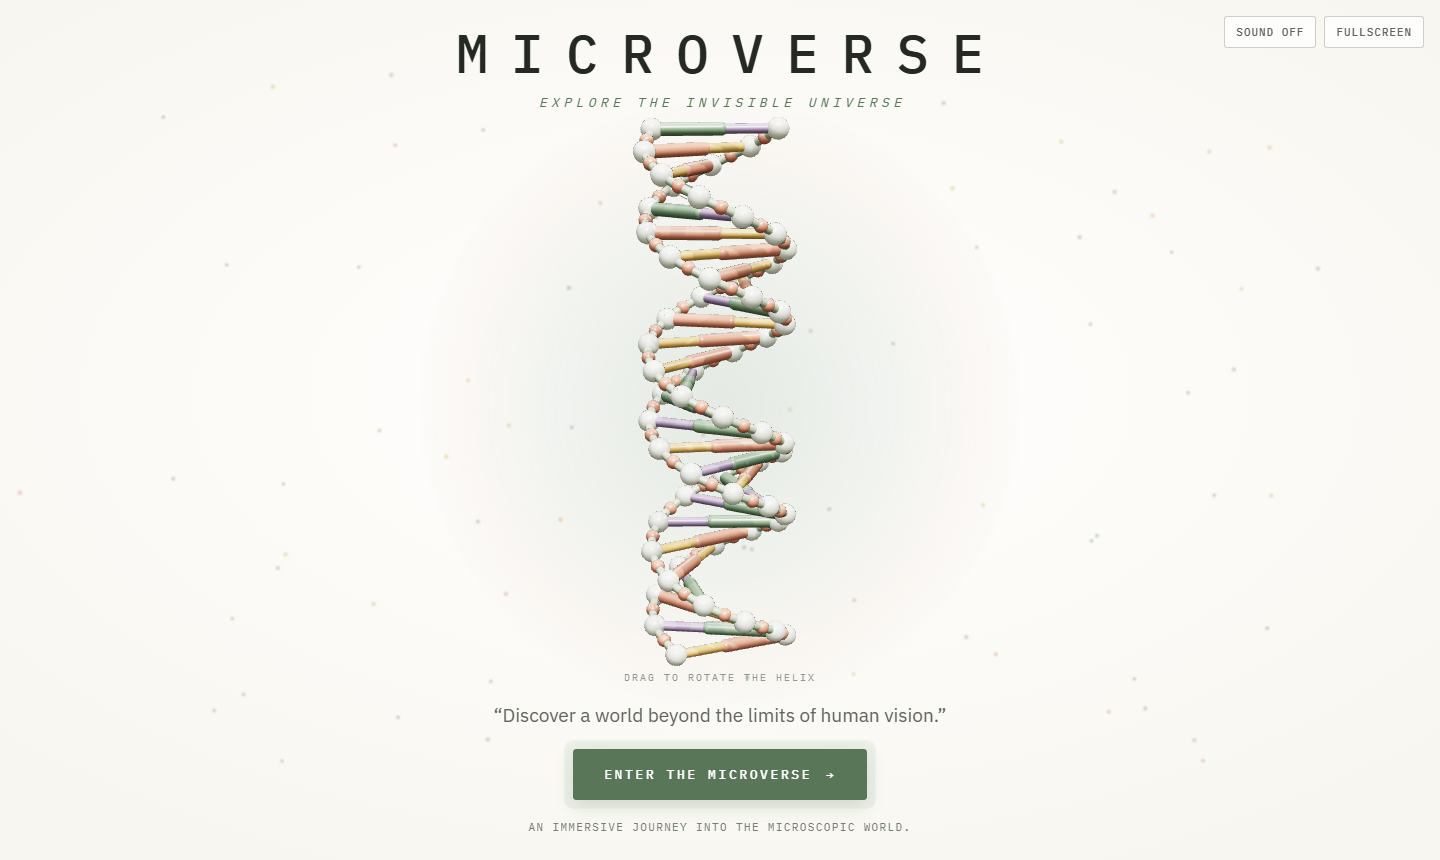 MICROVERSE
SOUND OFF
FULLSCREEN
EXPLORE THE INVISIBLE UNIVERSE
DRAG TO ROTATE THE HELIX
“Discover a world beyond the limits of human vision.”
ENTER THE MICROVERSE →
AN IMMERSIVE JOURNEY INTO THE MICROSCOPIC WORLD.